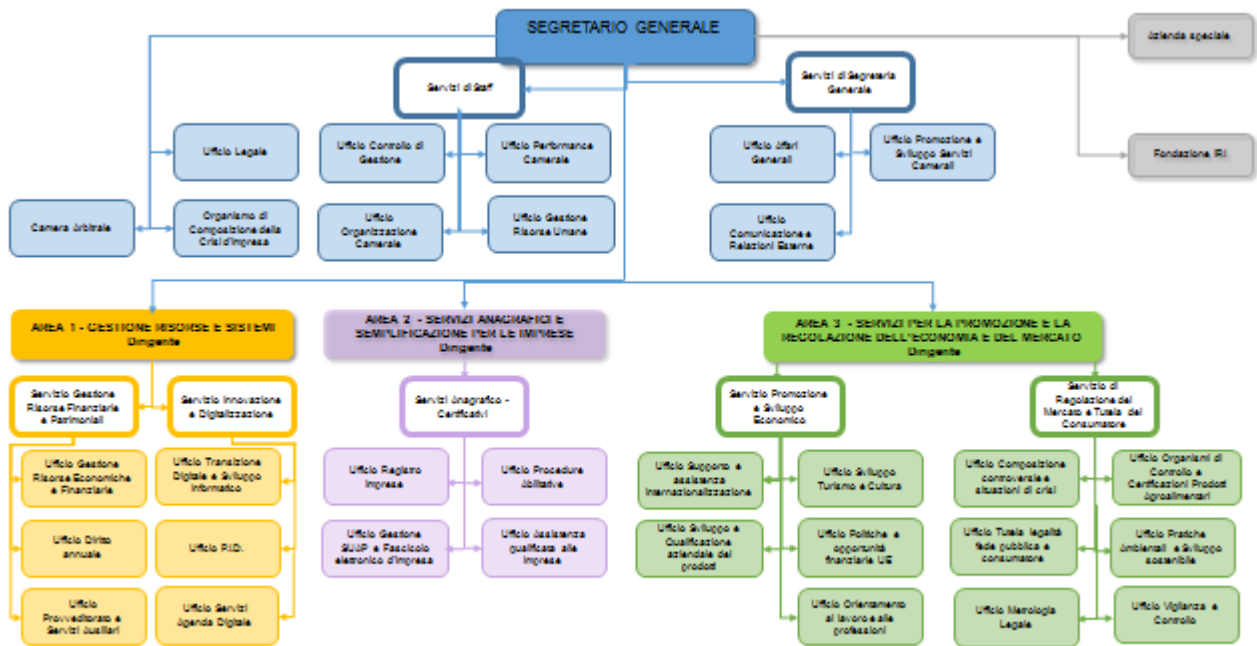 SEGRETARIO GENERALE
Azienda speciale
Servizi di Staff
Servizi di Segreteria
Generale
Ufficio Legale
Ufficio Controllo di
Gestione
Ufficio Performance
Camerale
Ufficio Affari
Generali
Ufficio Promozione e
Sviluppo Servizi
Camerali
Fondazione IRI
Camera Arbitrale
Organismo di
Composizione della
Crisi d'impresa
Ufficio
Organizzazione
Camerale
Ufficio Gestione
Risorse Umane
Ufficio
Comunicazione e
Relazioni Esterne
AREA 1 - GESTIONE RISORSE E SISTEMI
Dirigente
AREA 2 - SERVIZI ANAGRAFICI E
SEMPLIFICAZIONE PER LE IMPRESE
Dirigente
AREA 3 - SERVIZI PER LA PROMOZIONE E LA
REGOLAZIONE DELL'ECONOMIA E DEL MERCATO
Dirigente
Servizio Gestione
Risorse Finanziarie
e Patrimoniali
Servizio Innovazione
e Digitalizzazione
Servizi Anagrafico -
Certificativi
Servizio Promozione
e Sviluppo
Economico
Servizio di
Regolazione del
Mercato e Tutela del
Consumatore
Ufficio Gestione
Risorse Economiche
e Finanziarie
Ufficio Transizione
Digitale e Sviluppo
Informatico
Ufficio Registro
Imprese
Ufficio Procedure
Abilitative
Ufficio Supporto e
assistenza
Internazionalizzazione
Ufficio Sviluppo
Turismo e Cultura
Ufficio Composizione
controversie e
situazioni di crisi
Ufficio Organismi di
Controllo e
Certificazioni Prodotti
Agroalimentari
Ufficio Diritto
annuale
Ufficio P.I.D.
Ufficio Gestione
SUAP e Fascicolo
elettronico d'impresa
Ufficio Assistenza
qualificata alle
Imprese
Ufficio Sviluppo e
Qualificazione
aziendale dei
prodotti
Ufficio Politiche e
opportunità
finanziarie UE
Ufficio Tutela legalità
fede pubblica e
consumatore
Ufficio Pratiche
Ambientali e Sviluppo
sostenibile
Ufficio
Provveditorato e
Servizi Ausiliari
Ufficio Servizi
Agenda Digitale
Ufficio Orientamento
al lavoro e alle
professioni
Ufficio Metrologia
Legale
Ufficio Vigilanza e
Controllo